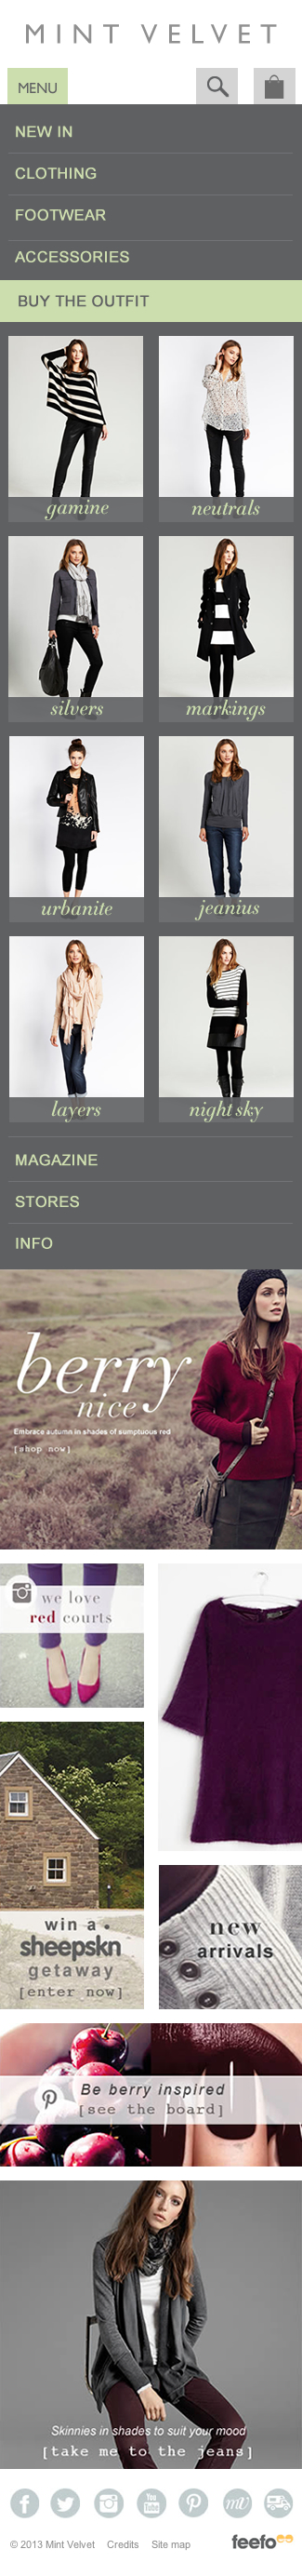 MINT VELVET
MENU
NEW IN
CLOTHING
FOOTWEAR
ACCESSORIES
BUY THE OUTFIT
gamine
neutrals
silvers
markings
urbanite
jeanius
layers
night sky
MAGAZINE
STORES
INFO
berry
nice
Embrace autumn in shades of sumptuous red
[shop now]
we love
red courts
win a
sheepskn
getaway
[enter now]
new
arrivals
Be berry inspired
[see the board]
Skinnies in shades to suit your mood
[take me to the jeans]
You Tube
mv
© 2013 Mint Velvet Credits Site map
feefo